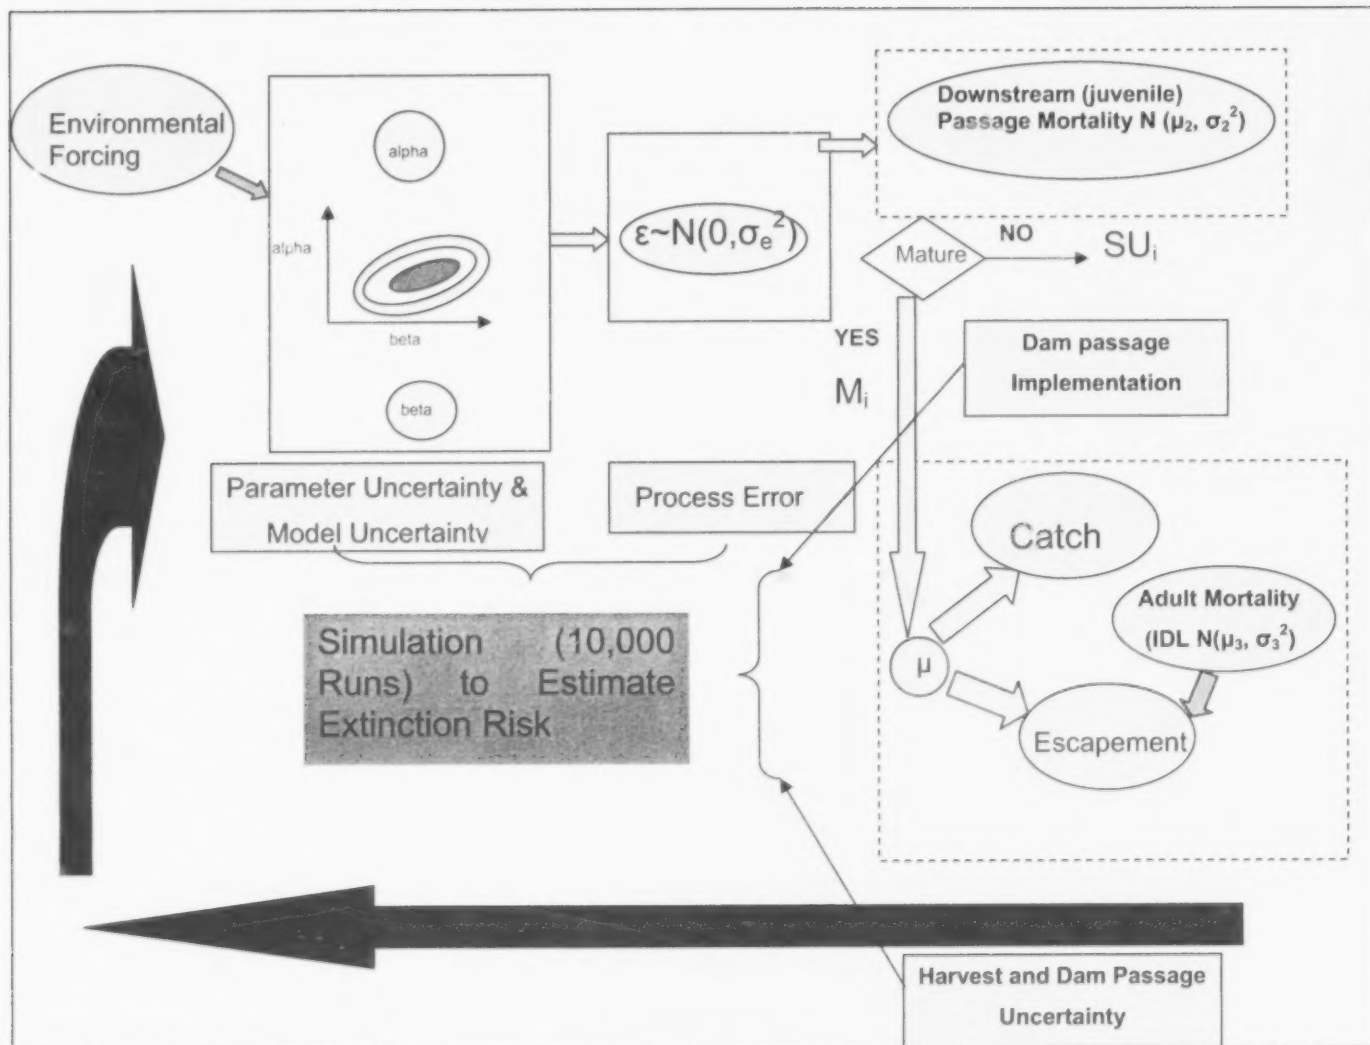 Environmental
Forcing
alpha
alpha
beta
beta
Parameter Uncertainty &
Model Uncertainty
ε~N(0,σₑ²)
Process Error
Downstream (juvenile)
Passage Mortality N (μ₂, σ₂²)
Mature
NO
SUᵢ
YES
Mᵢ
Dam passage
Implementation
Catch
Adult Mortality
(IDL N(μ₃, σ₃²)
μ
Escapement
Simulation (10,000
Runs) to Estimate
Extinction Risk
Harvest and Dam Passage
Uncertainty